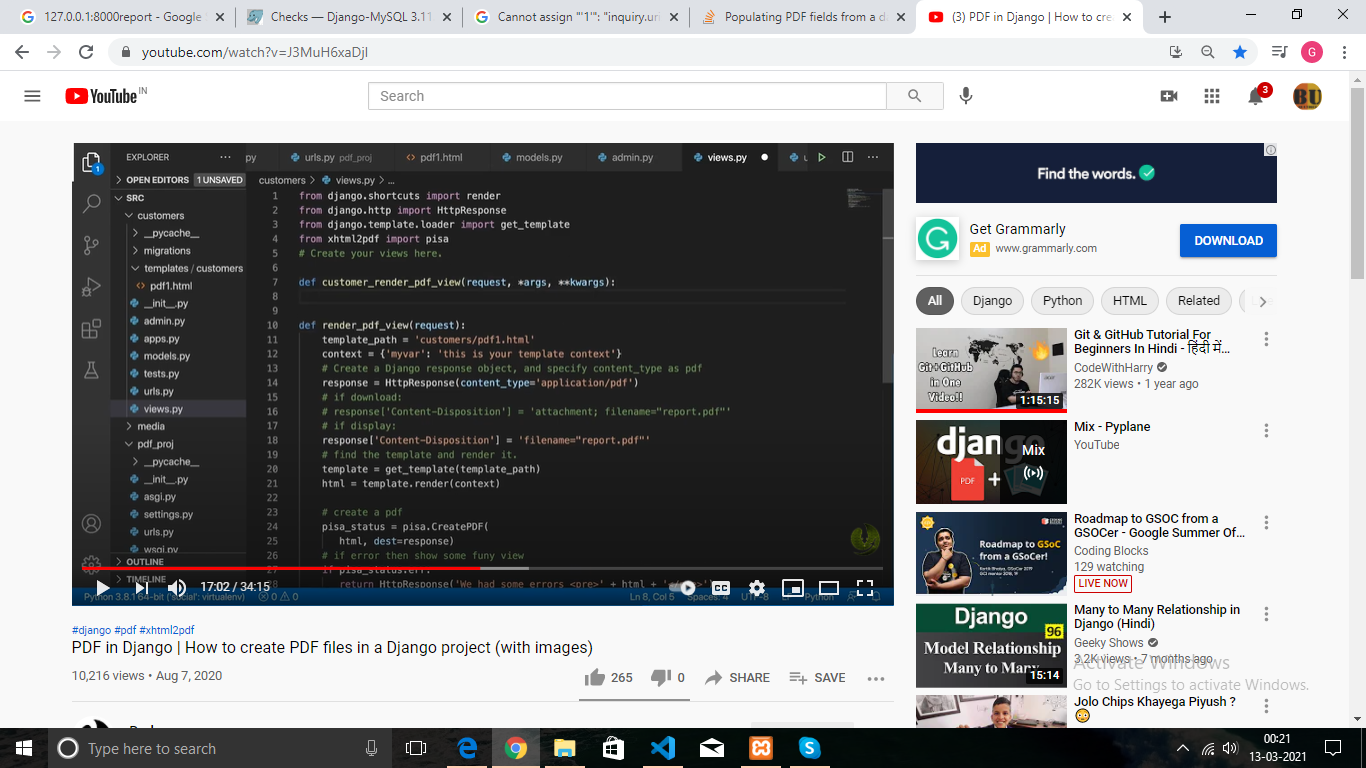 127.0.0.1:8000report - Google
Checks — Django-MySQL 3.11
Cannot assign "'1'": "inquiry.ur
Populating PDF fields from a d
(3) PDF in Django | How to cre
youtube.com/watch?v=J3MuH6xaDjI
G
YouTube IN
Search
3
BU
EXPLORER
py
urls.py pdf_proj
pdf1.html
models.py
admin.py
views.py
1
OPEN EDITORS 1 UNSAVED
customers > views.py > ...
SRC
customers
__pycache__
migrations
templates / customers
pdf1.html
__init__.py
admin.py
apps.py
models.py
tests.py
urls.py
views.py
media
pdf_proj
__pycache__
__init__.py
asgi.py
settings.py
urls.py
wsgi.py
OUTLINE
TIMELINE
1 from django.shortcuts import render
2 from django.http import HttpResponse
3 from django.template.loader import get_template
4 from xhtml2pdf import pisa
5 # Create your views here.
6
7 def customer_render_pdf_view(request, *args, **kwargs):
8
9
10 def render_pdf_view(request):
11 template_path = 'customers/pdf1.html'
12 context = {'myvar': 'this is your template context'}
13 # Create a Django response object, and specify content_type as pdf
14 response = HttpResponse(content_type='application/pdf')
15 # if download:
16 # response['Content-Disposition'] = 'attachment; filename="report.pdf"'
17 # if display:
18 response['Content-Disposition'] = 'filename="report.pdf"'
19 # find the template and render it.
20 template = get_template(template_path)
21 html = template.render(context)
22
23 # create a pdf
24 pisa_status = pisa.CreatePDF(
25 html, dest=response)
26 # if error then show some funy view
27 if pisa_status.err:
28 return HttpResponse('We had some errors <pre>' + html + '</pre>')
17:02 / 34:15
Python 3.8.1 64-bit ('social': virtualenv) 0 0
Ln 8, Col 5 Spaces: 4 UTF-8 Python
#django #pdf #xhtml2pdf
PDF in Django | How to create PDF files in a Django project (with images)
10,216 views • Aug 7, 2020
265
0
SHARE
SAVE
Find the words.
Get Grammarly
Ad www.grammarly.com
DOWNLOAD
All
Django
Python
HTML
Related
Learn
Git+GitHub
in One
Video!!
1:15:15
Git & GitHub Tutorial For
Beginners In Hindi - हिंदी में...
CodeWithHarry
282K views • 1 year ago
django
PDF
+
Mix
Mix - Pyplane
YouTube
Roadmap to GSoC
from a GSoCer!
Roadmap to GSOC from a
GSOCer - Google Summer Of...
Coding Blocks
129 watching
LIVE NOW
Django
96
Model Relationship
Many to Many
15:14
Many to Many Relationship in
Django (Hindi)
Geeky Shows
3.2K views • 7 months ago
Activate Windows
Go to Settings to activate Windows.
Jolo Chips Khayega Piyush ?
Type here to search
00:21
13-03-2021